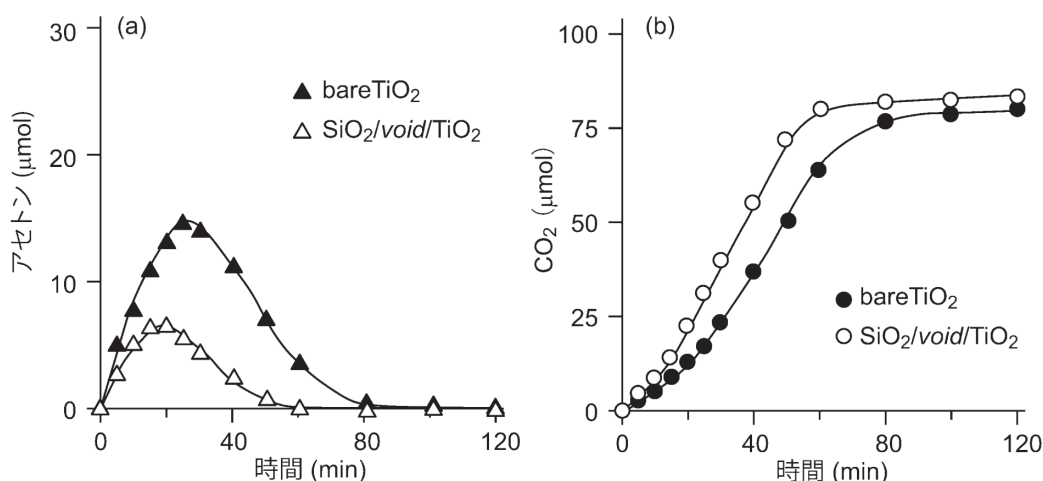 (a)
30
20
10
0
アセトン (μmol)
▲ bareTiO₂
△ SiO₂/void/TiO₂
0 40 80 120
時間 (min)
(b)
100
75
50
25
0
CO₂ (μmol)
● bareTiO₂
○ SiO₂/void/TiO₂
0 40 80 120
時間 (min)